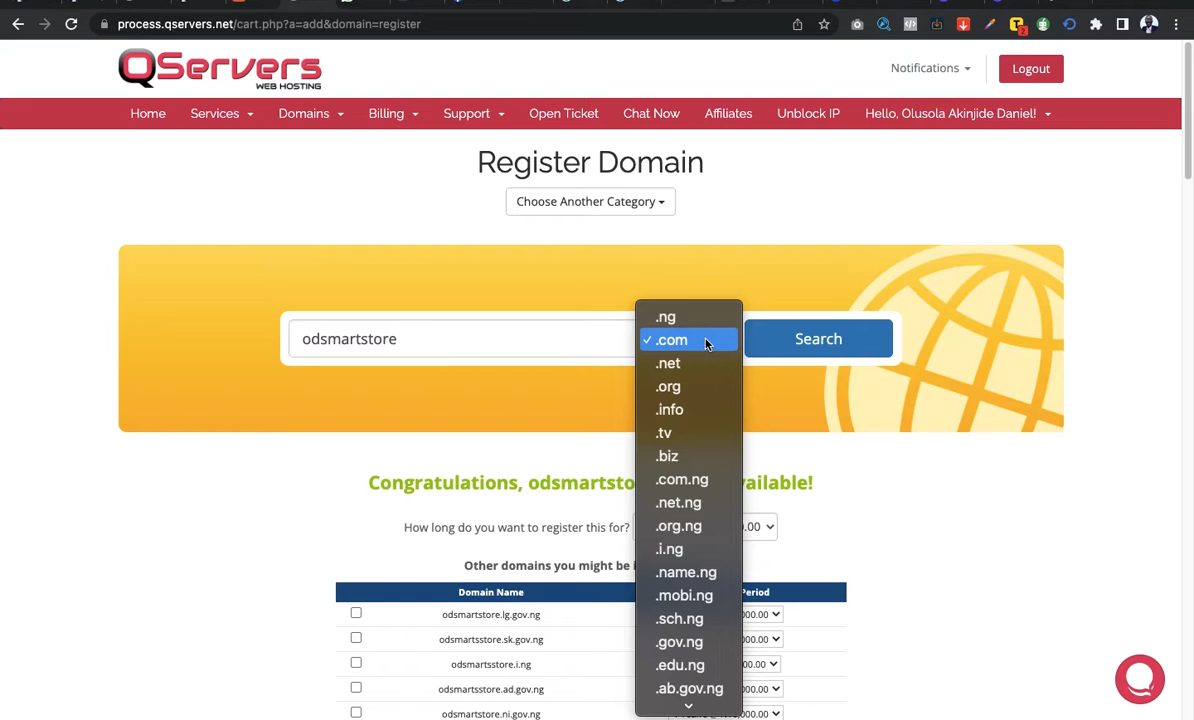 process.qservers.net/cart.php?a=add&domain=register
QServers
WEB HOSTING
Notifications
Logout
Home
Services
Domains
Billing
Support
Open Ticket
Chat Now
Affiliates
Unblock IP
Hello, Olusola Akinjide Daniel!
Register Domain
Choose Another Category
odsmartstore
Search
.ng
✓ .com
.net
.org
.info
.tv
.biz
.com.ng
.net.ng
.org.ng
.i.ng
.name.ng
.mobi.ng
.sch.ng
.gov.ng
.edu.ng
.ab.gov.ng
Congratulations,
How long do you want to register this for?
Other domains you might be
Domain Name
Period
odsmartstore.lg.gov.ng
odsmartsstore.sk.gov.ng
odsmartsstore.i.ng
odsmartsstore.ad.gov.ng
odsmartsstore.ni.gov.ng